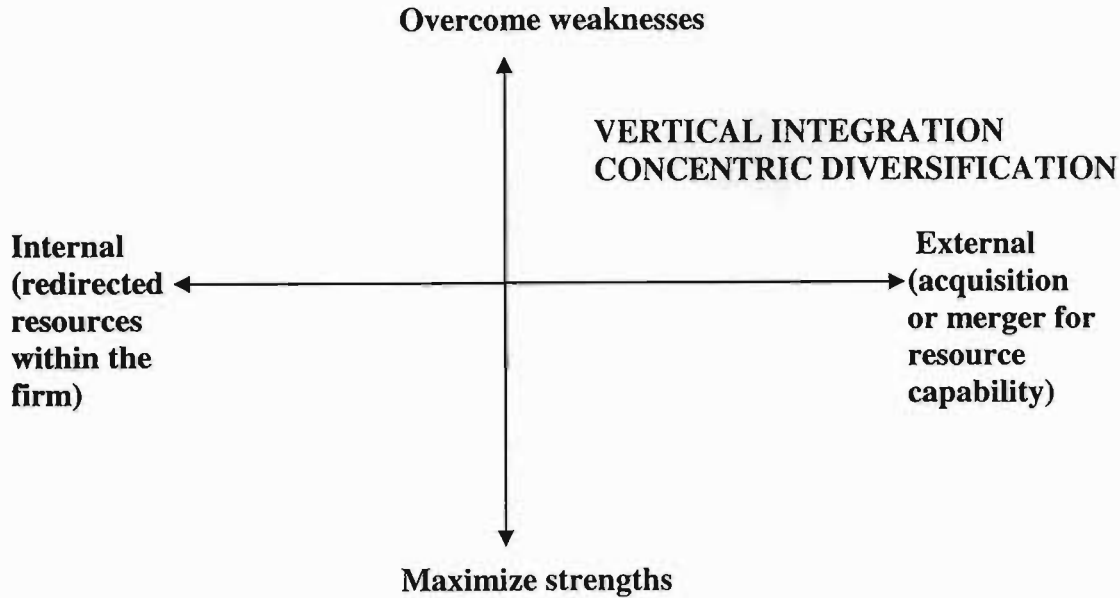 Overcome weaknesses
VERTICAL INTEGRATION
CONCENTRIC DIVERSIFICATION
Internal
(redirected
resources
within the
firm)
External
(acquisition
or merger for
resource
capability)
Maximize strengths